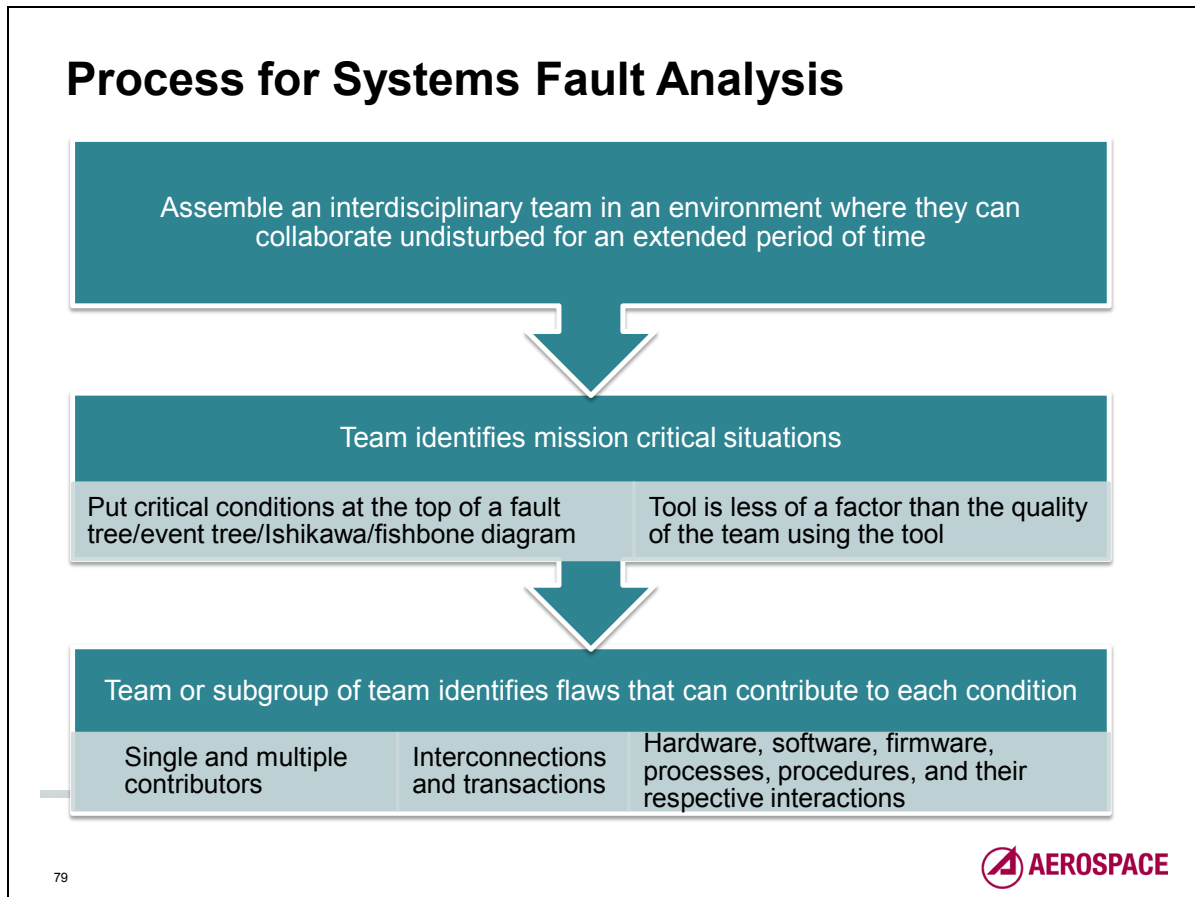 Process for Systems Fault Analysis
Assemble an interdisciplinary team in an environment where they can
collaborate undisturbed for an extended period of time
Team identifies mission critical situations
Put critical conditions at the top of a fault
tree/event tree/Ishikawa/fishbone diagram
Tool is less of a factor than the quality
of the team using the tool
Team or subgroup of team identifies flaws that can contribute to each condition
Single and multiple
contributors
Interconnections
and transactions
Hardware, software, firmware,
processes, procedures, and their
respective interactions
79
AEROSPACE